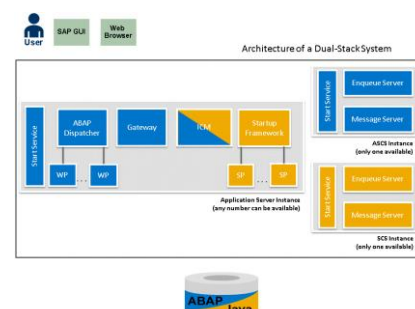 User
SAP GUI
Web
Browser
Architecture of a Dual-Stack System
Start Service
ABAP
Dispatcher
Gateway
ICM
Startup
Framework
WP
...
WP
SP
...
SP
Application Server Instance
(any number can be available)
Start Service
Enqueue Server
Message Server
ASCS Instance
(only one available)
Start Service
Enqueue Server
Message Server
SCS Instance
(only one available)
ABAP
Java